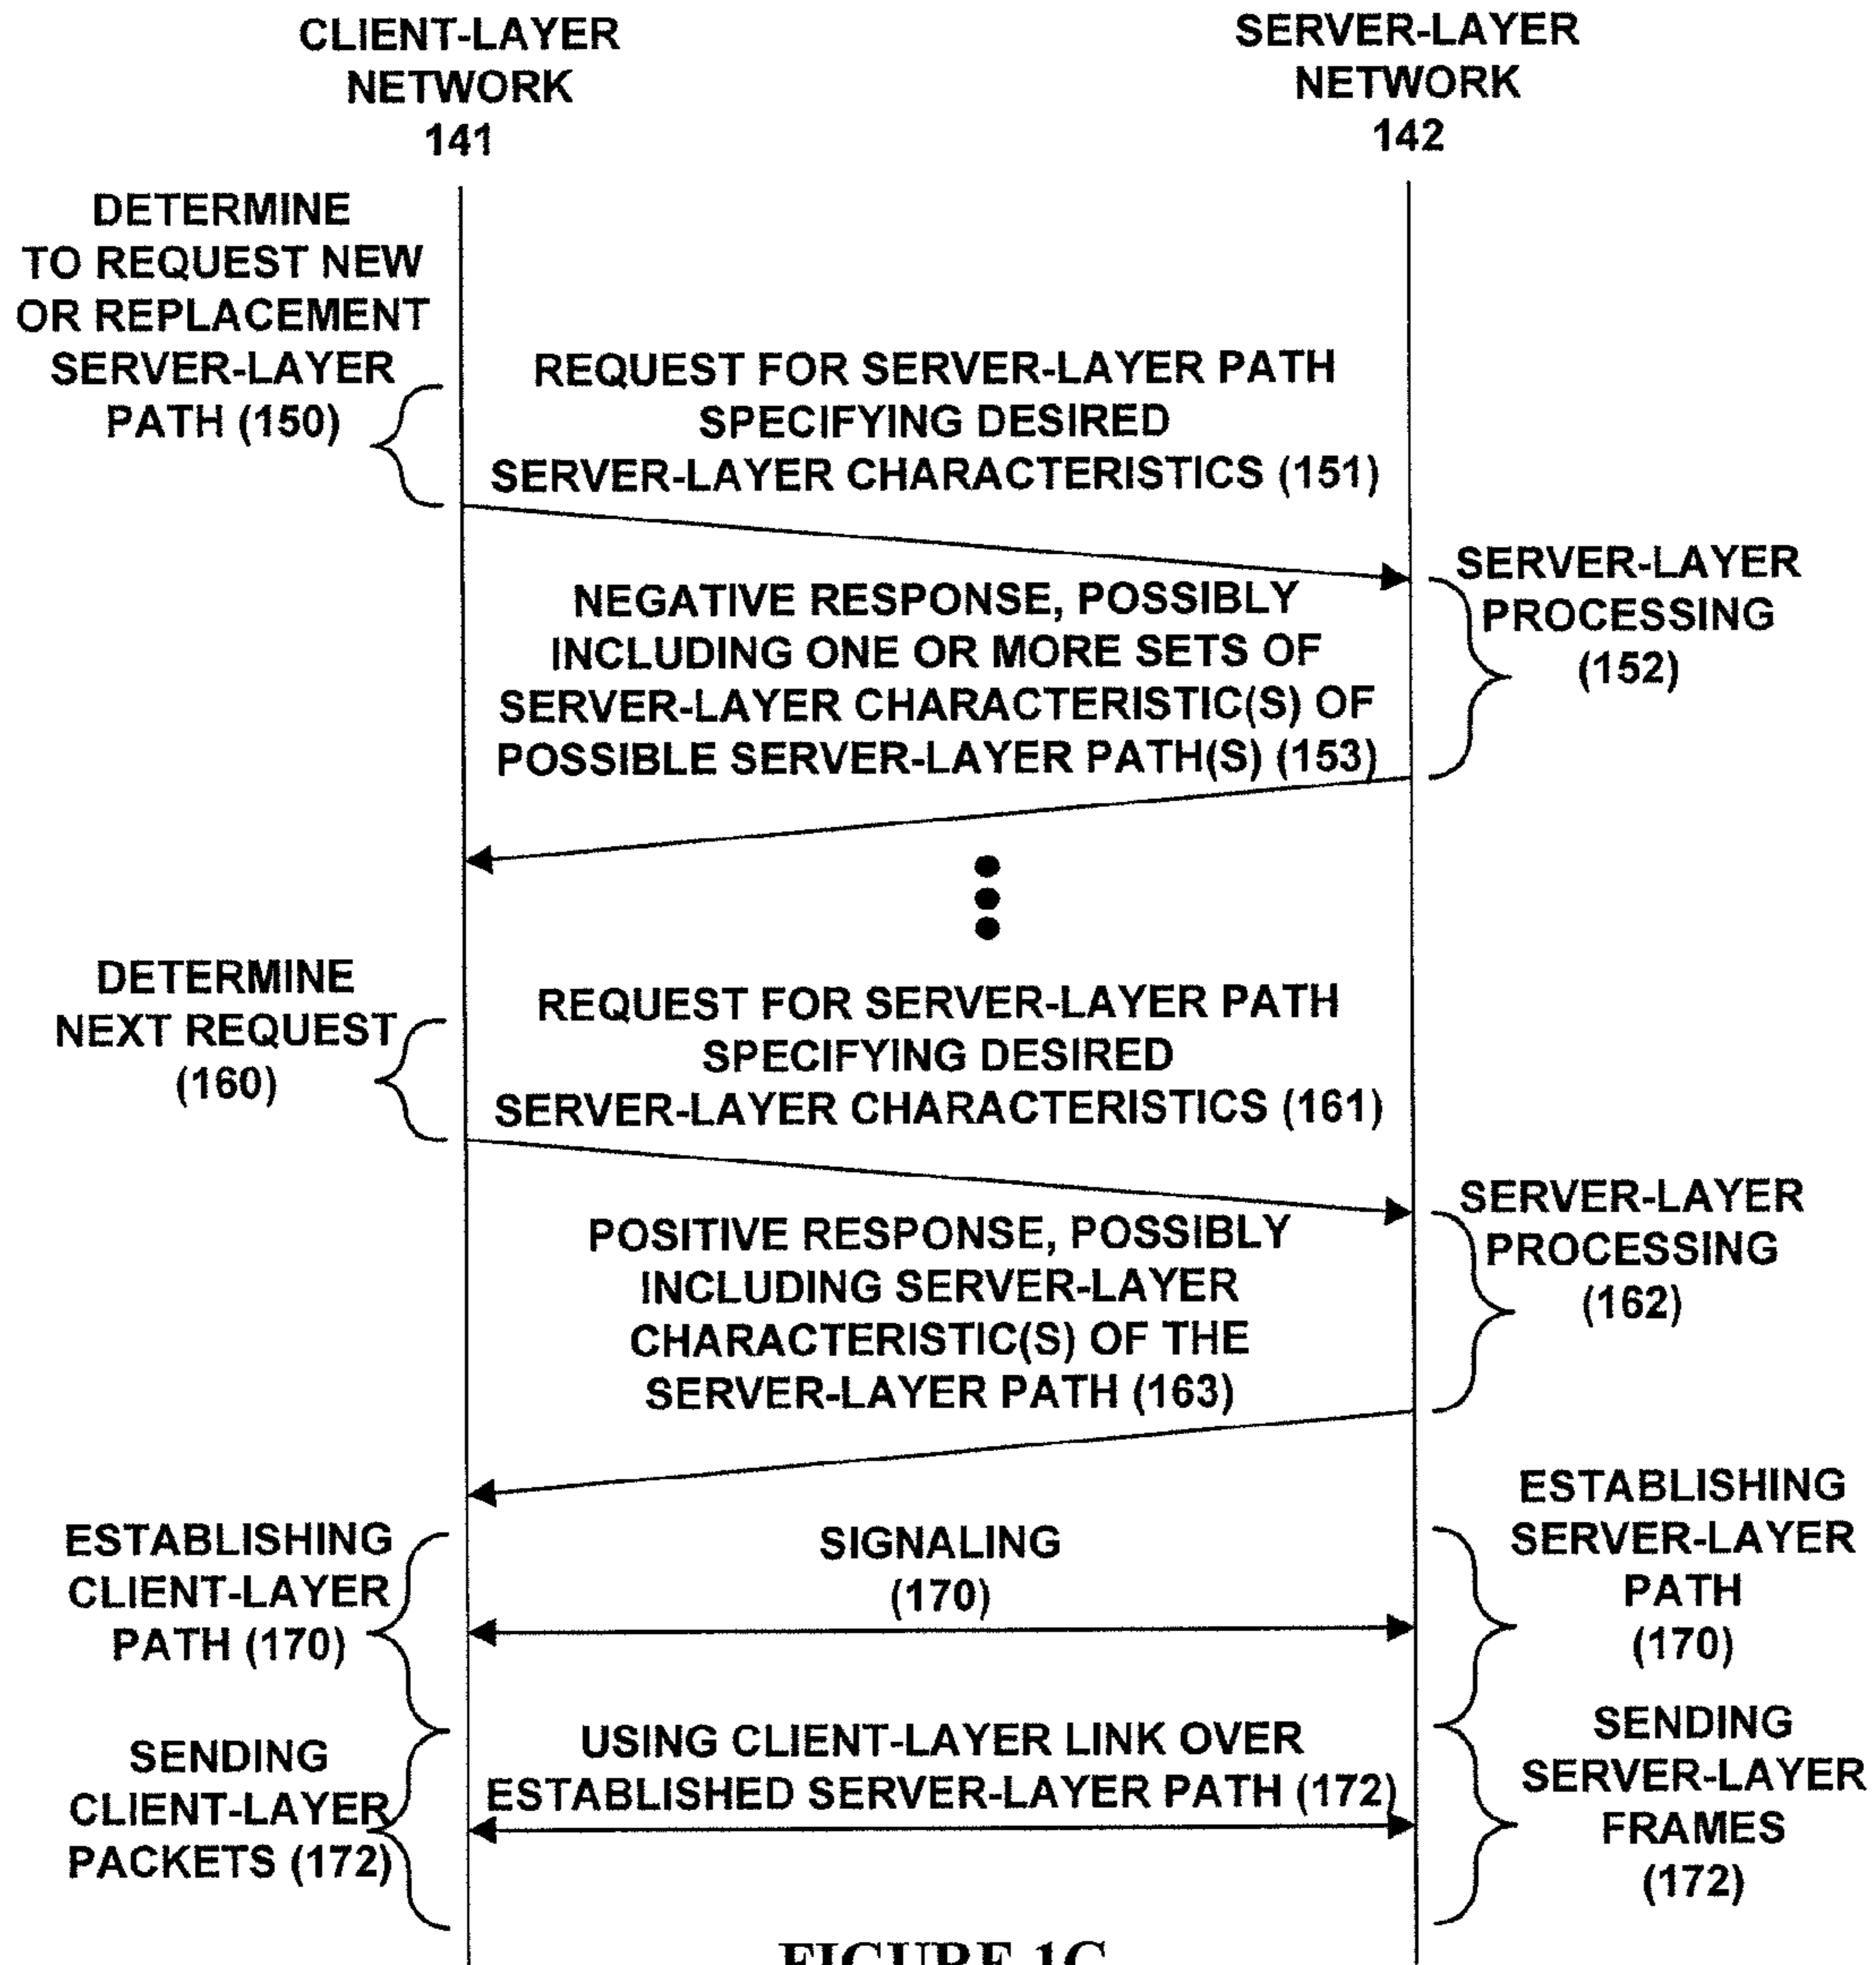 CLIENT-LAYER
NETWORK
141
SERVER-LAYER
NETWORK
142
DETERMINE
TO REQUEST NEW
OR REPLACEMENT
SERVER-LAYER
PATH (150)
REQUEST FOR SERVER-LAYER PATH
SPECIFYING DESIRED
SERVER-LAYER CHARACTERISTICS (151)
SERVER-LAYER
PROCESSING
(152)
NEGATIVE RESPONSE, POSSIBLY
INCLUDING ONE OR MORE SETS OF
SERVER-LAYER CHARACTERISTIC(S) OF
POSSIBLE SERVER-LAYER PATH(S) (153)
DETERMINE
NEXT REQUEST
(160)
REQUEST FOR SERVER-LAYER PATH
SPECIFYING DESIRED
SERVER-LAYER CHARACTERISTICS (161)
SERVER-LAYER
PROCESSING
(162)
POSITIVE RESPONSE, POSSIBLY
INCLUDING SERVER-LAYER
CHARACTERISTIC(S) OF THE
SERVER-LAYER PATH (163)
ESTABLISHING
CLIENT-LAYER
PATH (170)
SIGNALING
(170)
ESTABLISHING
SERVER-LAYER
PATH
(170)
SENDING
CLIENT-LAYER
PACKETS (172)
USING CLIENT-LAYER LINK OVER
ESTABLISHED SERVER-LAYER PATH (172)
SENDING
SERVER-LAYER
FRAMES
(172)
FIGURE 1C